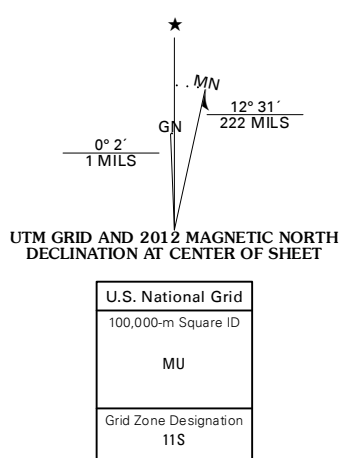 ★
MN
GN
12° 31´
222 MILS
0° 2´
1 MILS
UTM GRID AND 2012 MAGNETIC NORTH
DECLINATION AT CENTER OF SHEET
U.S. National Grid
100,000-m Square ID
MU
Grid Zone Designation
11S